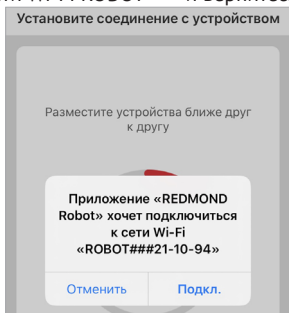 Установите соединение с устройством
Разместите устройства ближе друг
к другу
Приложение «REDMOND
Robot» хочет подключиться
к сети Wi-Fi
«ROBOT###21-10-94»
Отменить Подкл.